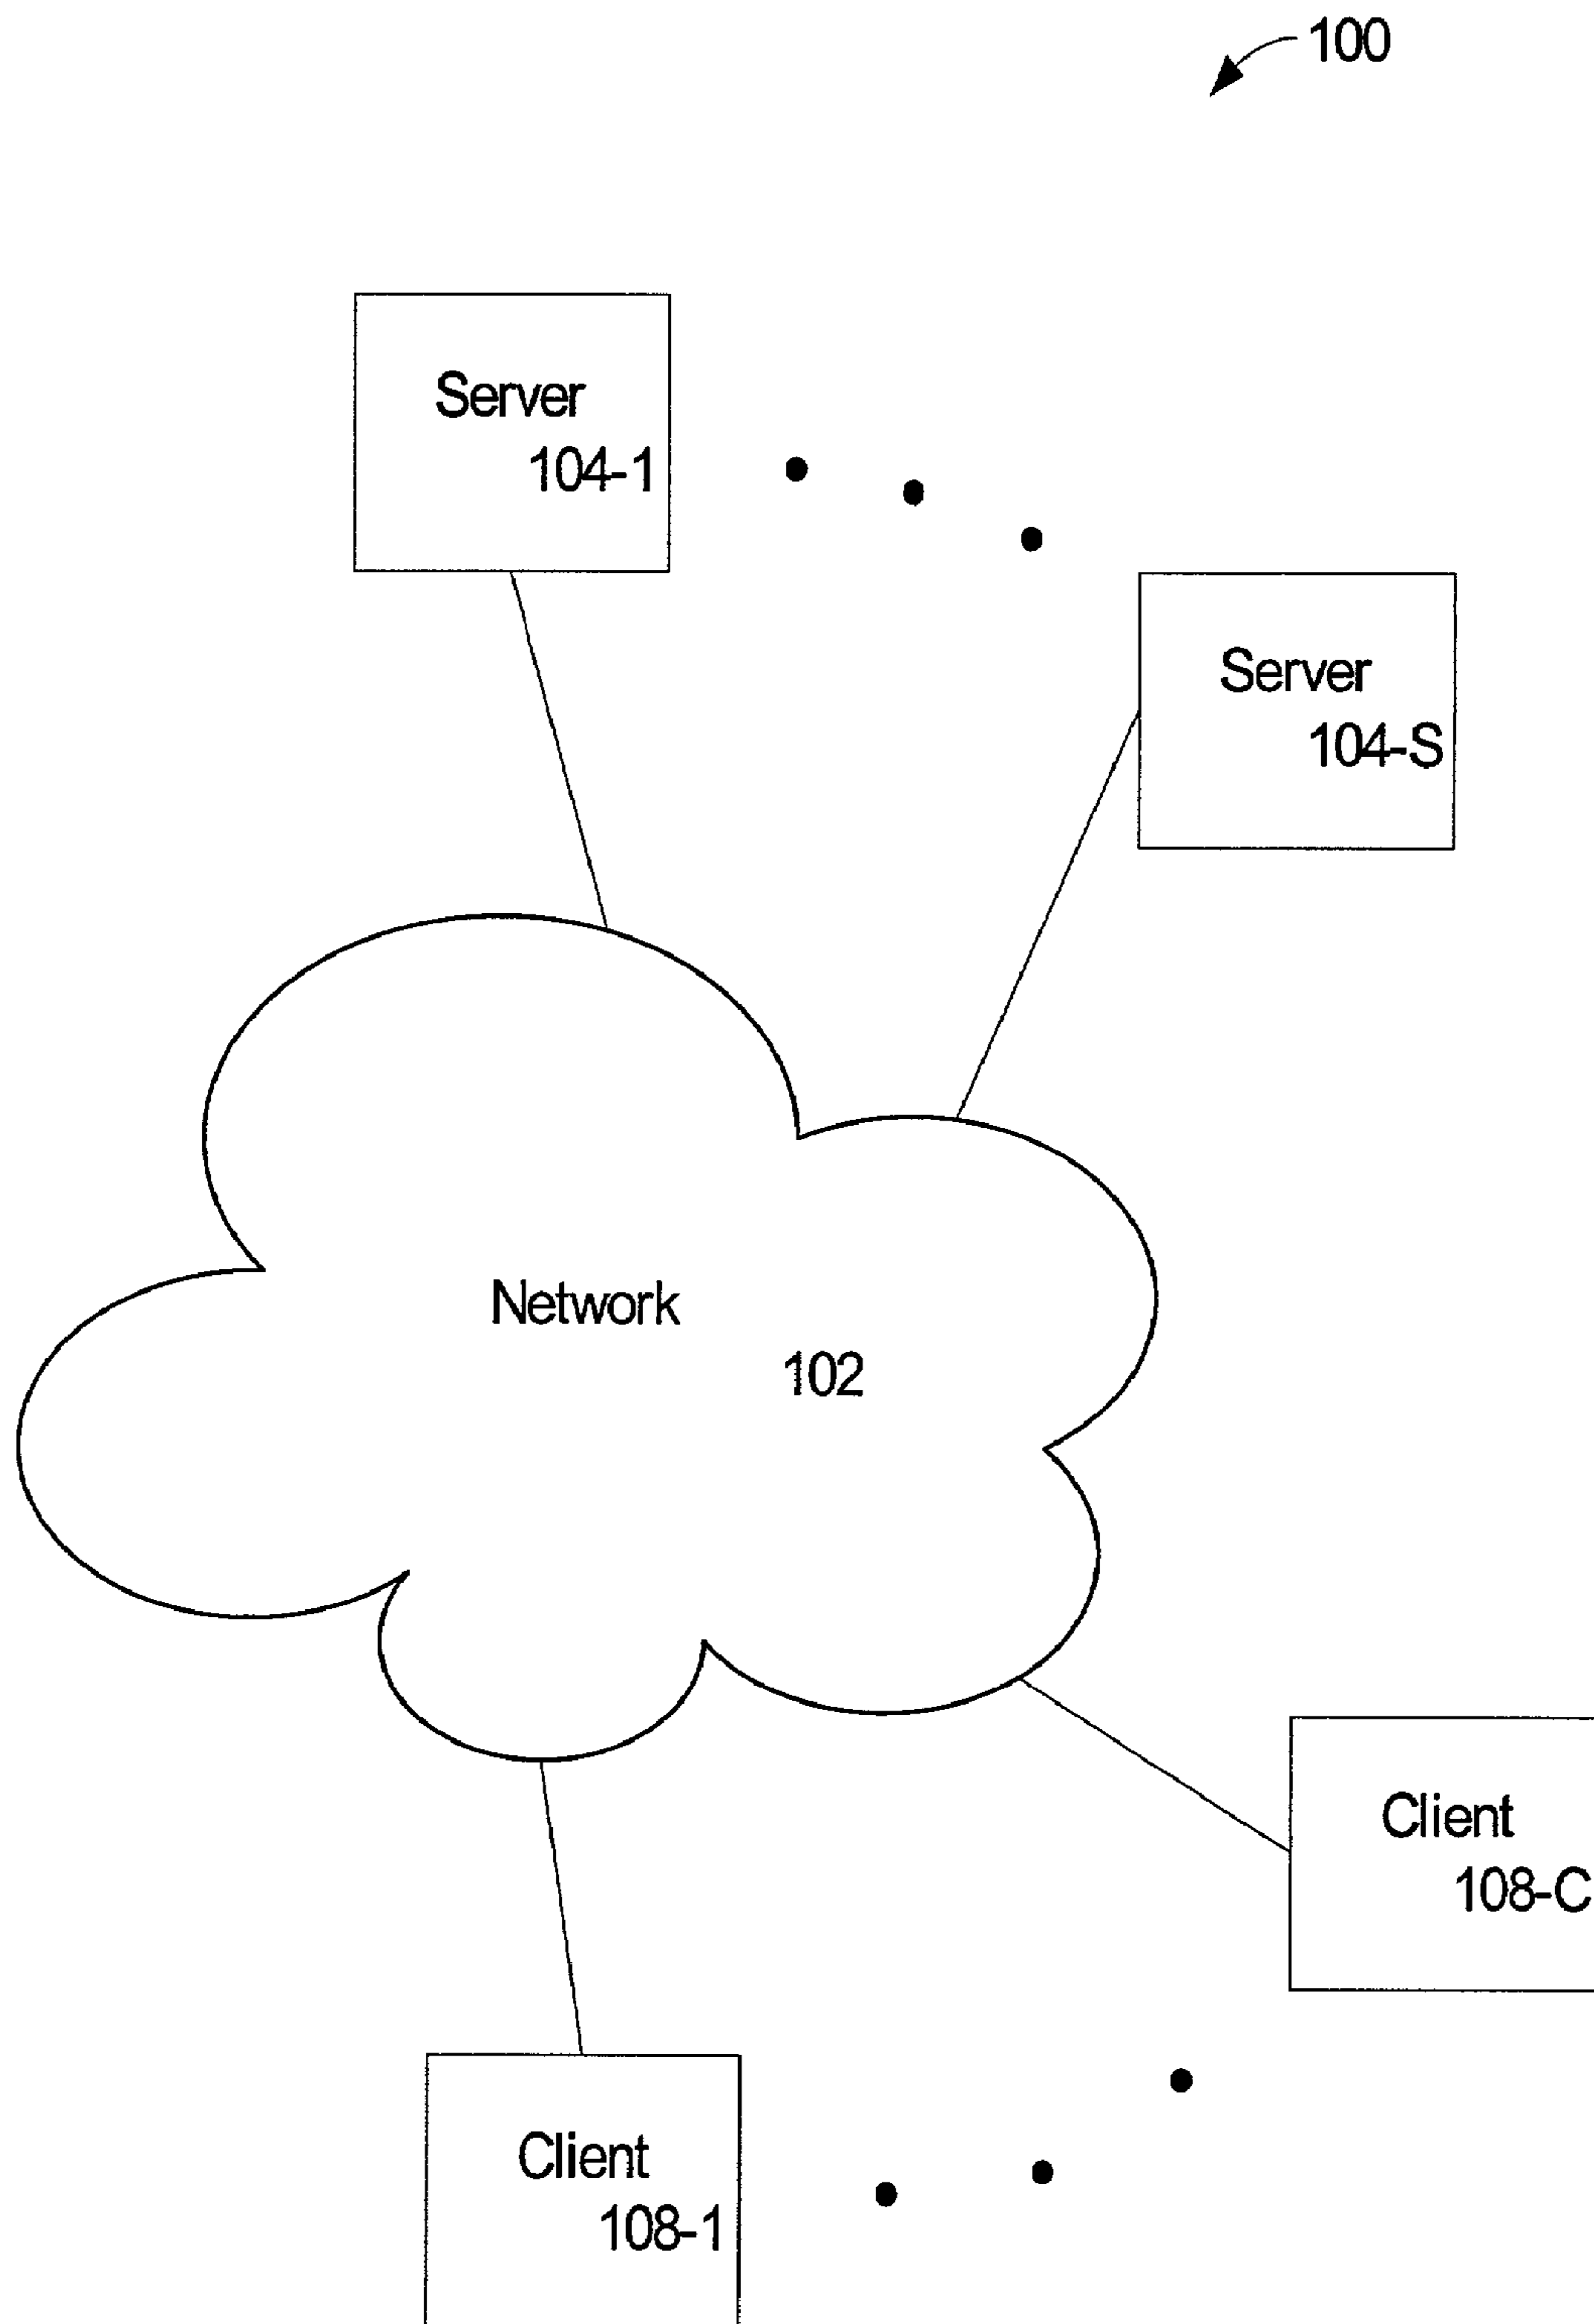 100
Server
104-1
Server
104-S
Network
102
Client
108-C
Client
108-1